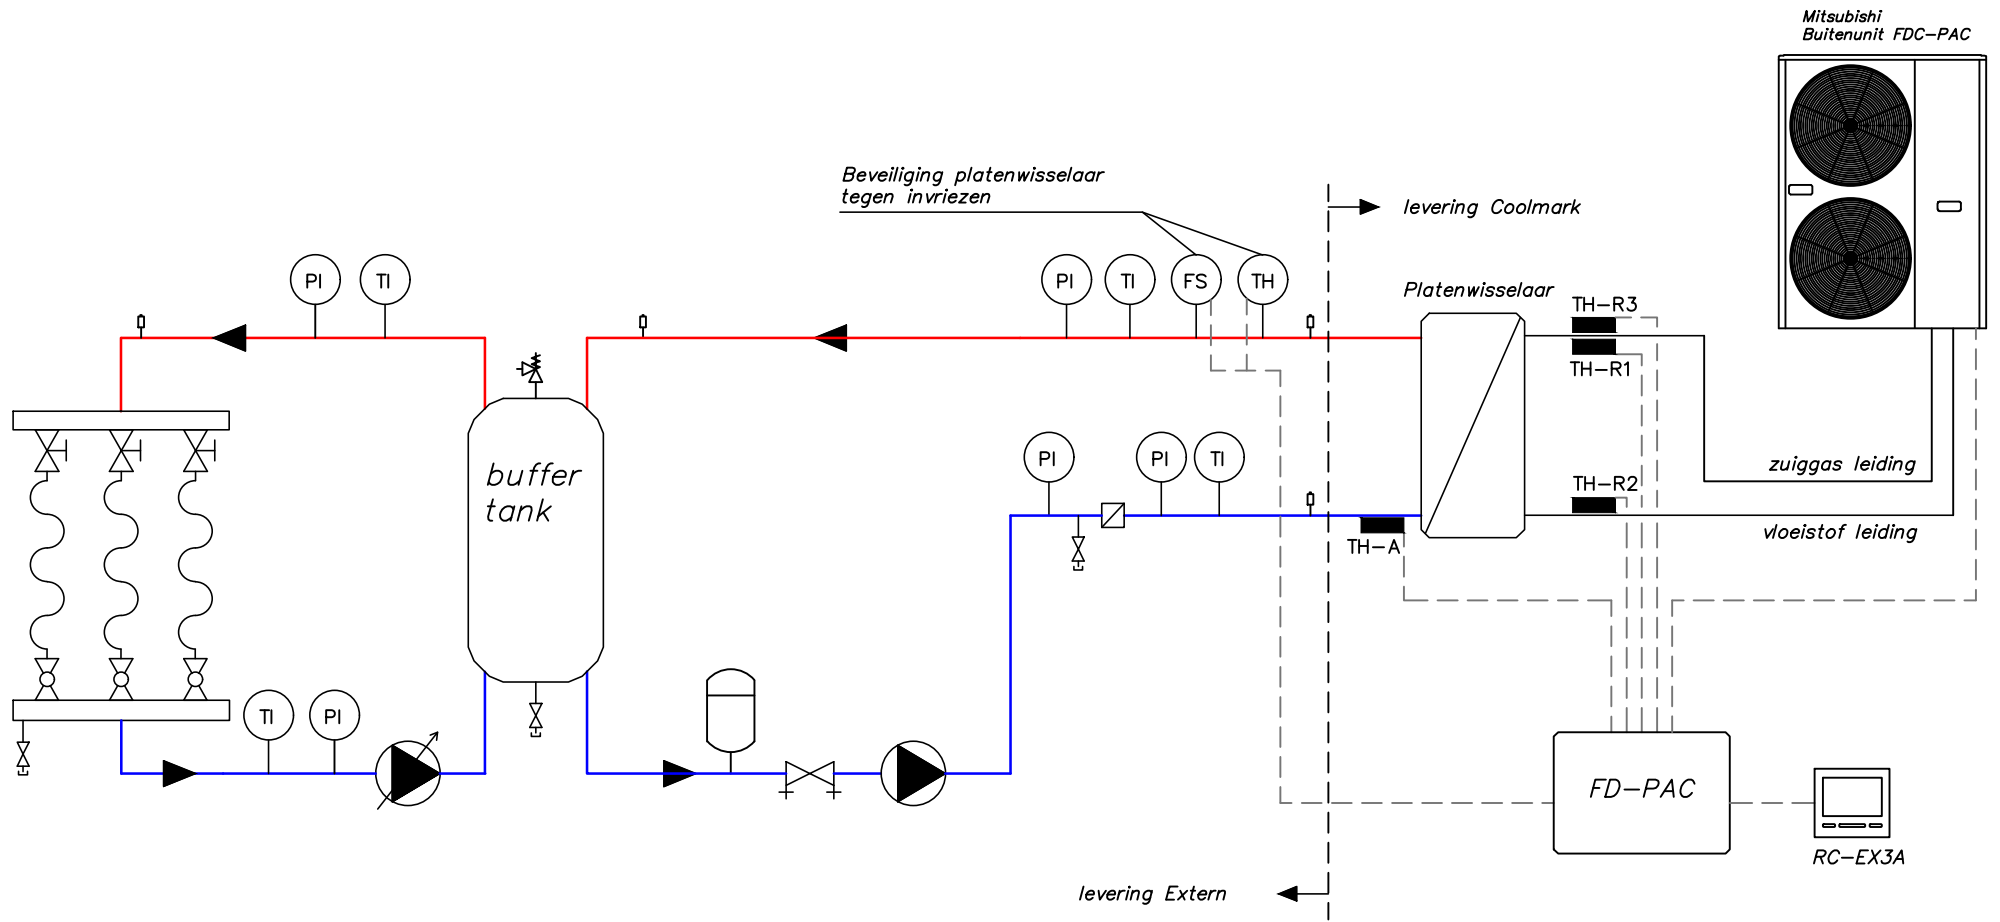 Mitsubishi
Buitenunit FDC-PAC
Beveiliging platenwisselaar
tegen invriezen
levering Coolmark
PI
TI
PI
TI
FS
TH
Platenwisselaar
TH-R3
TH-R1
buffer
tank
PI
PI
TI
zuiggas leiding
TH-R2
vloeistof leiding
TH-A
TI
PI
FD-PAC
RC-EX3A
levering Extern